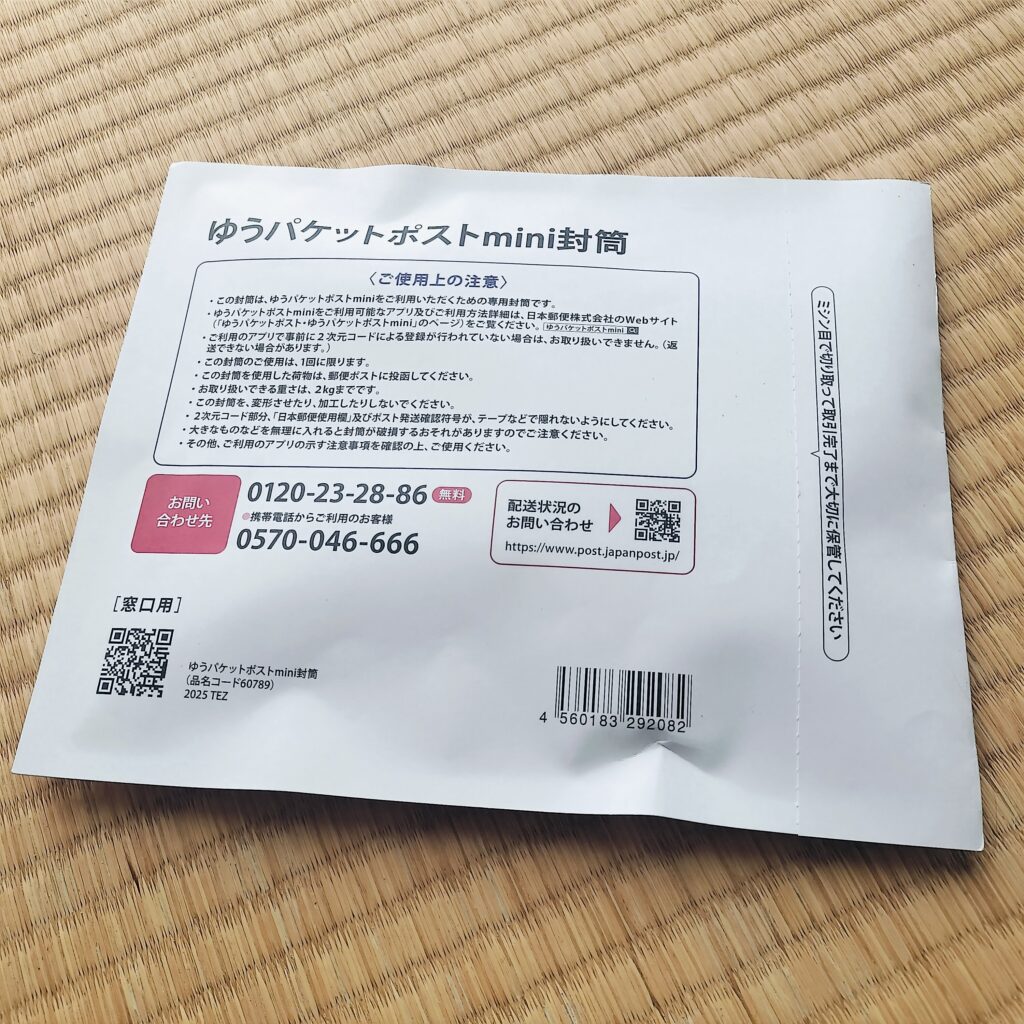 ゆうパケットポストmini封筒
〈ご使用上の注意〉
・この封筒は、ゆうパケットポストminiをご利用いただくための専用封筒です。
・ゆうパケットポストminiをご利用可能なアプリ及びご利用方法詳細は、日本郵便株式会社のWebサイト
（「ゆうパケットポスト・ゆうパケットポストmini」のページ）をご覧ください。 ゆうパケットポストmini
・ご利用のアプリで事前に2次元コードによる登録が行われていない場合は、お取り扱いできません。（返
送できない場合があります。）
・この封筒のご使用は、1回に限ります。
・この封筒を使用した荷物は、郵便ポストに投函してください。
・お取り扱いできる重さは、2kgまでです。
・この封筒を、変形させたり、加工したりしないでください。
・2次元コード部分、「日本郵便使用欄」及びポスト発送確認符号が、テープなどで隠れないようにしてください。
・大きなものなどを無理に入れると封筒が破損するおそれがありますのでご注意ください。
・その他、ご利用のアプリの示す注意事項を確認の上、ご使用ください。
お問い
合わせ先
0120-23-28-86 無料
●携帯電話からご利用のお客様
0570-046-666
配送状況の
お問い合わせ
https://www.post.japanpost.jp/
［窓口用］
ゆうパケットポストmini封筒
（品名コード60789）
2025 TEZ
4 560183 292082
ミシン目で切り取って取引完了まで大切に保管してください